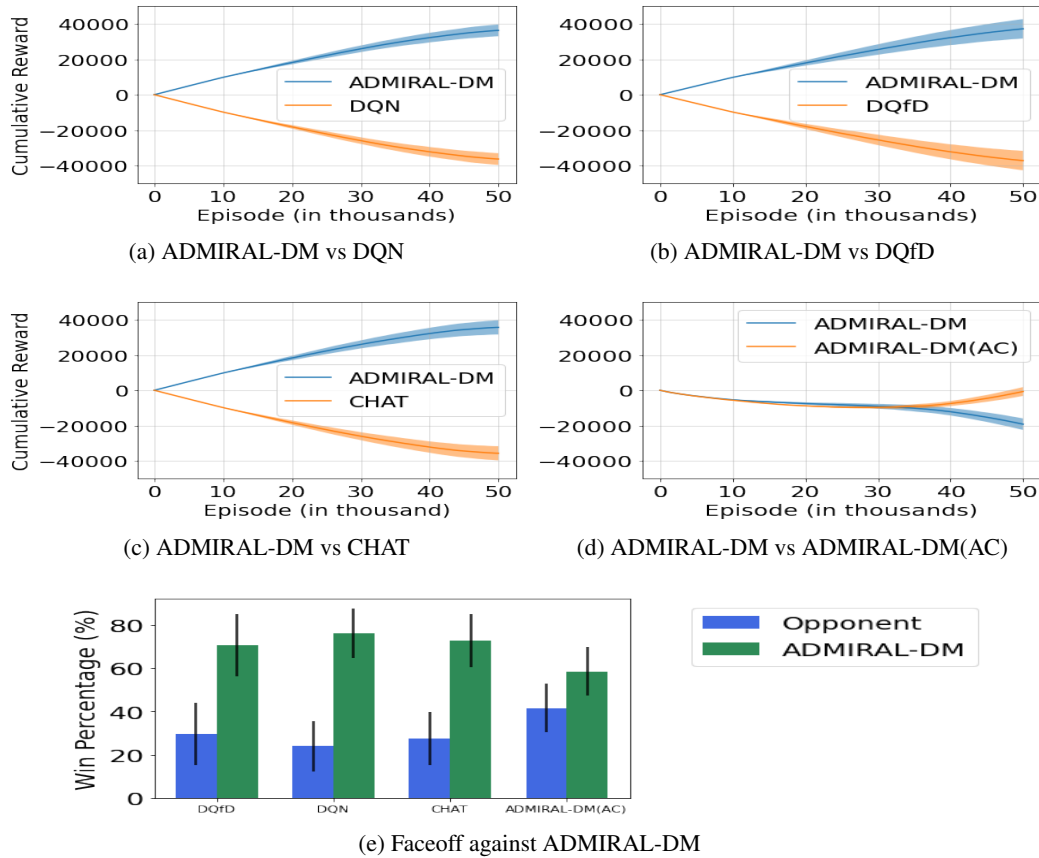 Cumulative Reward
40000
20000
0
−20000
−40000
ADMIRAL-DM
DQN
0 10 20 30 40 50
Episode (in thousands)
(a) ADMIRAL-DM vs DQN
40000
20000
0
−20000
−40000
ADMIRAL-DM
DQfD
0 10 20 30 40 50
Episode (in thousands)
(b) ADMIRAL-DM vs DQfD
Cumulative Reward
40000
20000
0
−20000
−40000
ADMIRAL-DM
CHAT
0 10 20 30 40 50
Episode (in thousand)
(c) ADMIRAL-DM vs CHAT
40000
20000
0
−20000
−40000
ADMIRAL-DM
ADMIRAL-DM(AC)
0 10 20 30 40 50
Episode (in thousands)
(d) ADMIRAL-DM vs ADMIRAL-DM(AC)
Win Percentage (%)
80
60
40
20
0
DQfD DQN CHAT ADMIRAL-DM(AC)
Opponent
ADMIRAL-DM
(e) Faceoff against ADMIRAL-DM